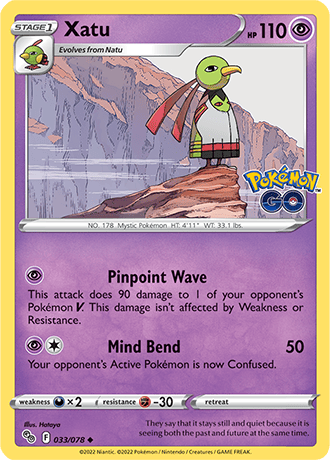 STAGE 1 Xatu HP 110
Evolves from Natu
Pokémon
GO
NO. 178 Mystic Pokémon HT: 4'11" WT: 33.1 lbs
Pinpoint Wave
This attack does 90 damage to 1 of your opponent's
Pokémon V. This damage isn't affected by Weakness or
Resistance.
Mind Bend 50
Your opponent's Active Pokémon is now Confused.
weakness ×2 resistance -30 retreat
Illus. Hataya
They say that it stays still and quiet because it is
seeing both the past and future at the same time.
F 033/078
©2022 Niantic. ©2022 Pokémon / Nintendo / Creatures / GAME FREAK.